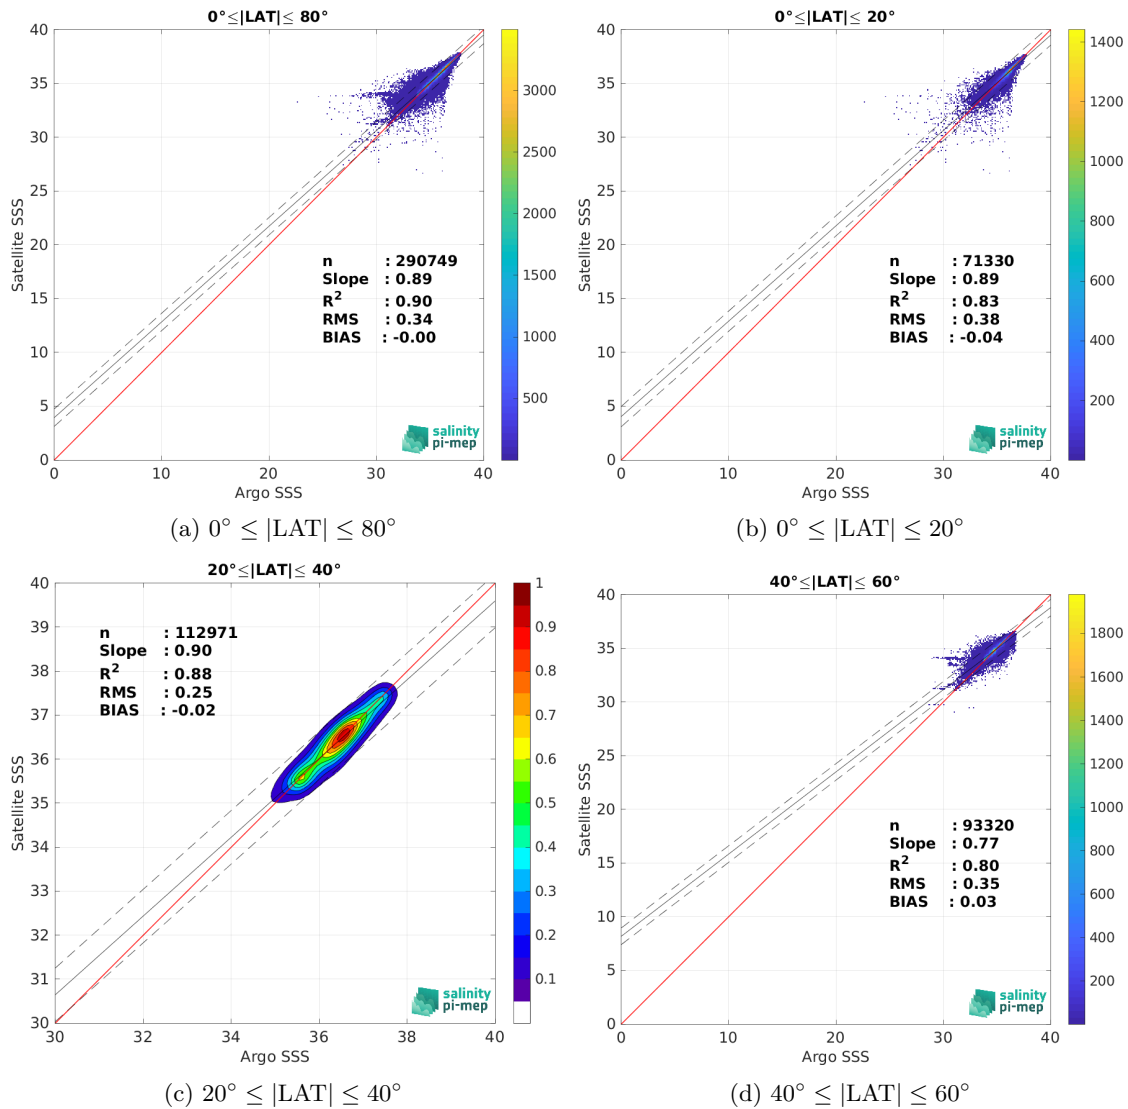 0°≤|LAT|≤ 80°
Satellite SSS
40
35
30
25
20
15
10
5
0
n : 290749
Slope : 0.89
R² : 0.90
RMS : 0.34
BIAS : -0.00
salinity
pi-mep
0 10 20 30 40
Argo SSS
3000
2500
2000
1500
1000
500
(a) 0° ≤ |LAT| ≤ 80°
0°≤|LAT|≤ 20°
Satellite SSS
40
35
30
25
20
15
10
5
0
n : 71330
Slope : 0.89
R² : 0.83
RMS : 0.38
BIAS : -0.04
salinity
pi-mep
0 10 20 30 40
Argo SSS
1400
1200
1000
800
600
400
200
(b) 0° ≤ |LAT| ≤ 20°
20°≤|LAT|≤ 40°
Satellite SSS
40
39
38
37
36
35
34
33
32
31
30
n : 112971
Slope : 0.90
R² : 0.88
RMS : 0.25
BIAS : -0.02
salinity
pi-mep
30 32 34 36 38 40
Argo SSS
1
0.9
0.8
0.7
0.6
0.5
0.4
0.3
0.2
0.1
(c) 20° ≤ |LAT| ≤ 40°
40°≤|LAT|≤ 60°
Satellite SSS
40
35
30
25
20
15
10
5
0
n : 93320
Slope : 0.77
R² : 0.80
RMS : 0.35
BIAS : 0.03
salinity
pi-mep
0 10 20 30 40
Argo SSS
1800
1600
1400
1200
1000
800
600
400
200
(d) 40° ≤ |LAT| ≤ 60°